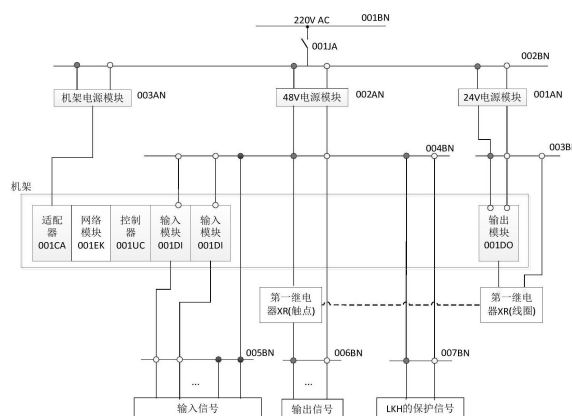 220V AC 001BN
001JA
002BN
机架电源模块 003AN
48V电源模块 002AN
24V电源模块 001AN
004BN
003B
机架
适配器 001CA
网络模块 001EK
控制器 001UC
输入模块 001DI
输入模块 001DI
输出模块 001DO
第一继电器XR(触点)
第一继电器XR(线圈)
005BN
006BN
007BN
...
...
输入信号
输出信号
LKH的保护信号